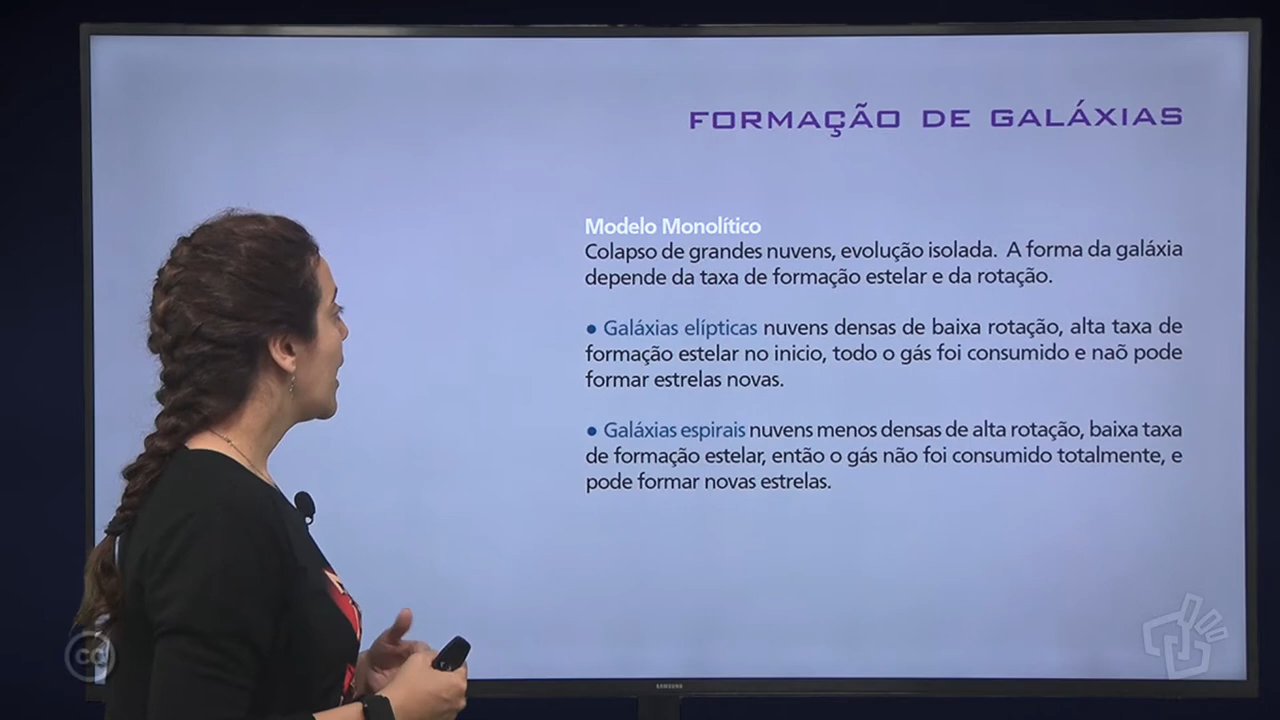 FORMAÇÃO DE GALÁXIAS
Modelo Monolítico
Colapso de grandes nuvens, evolução isolada. A forma da galáxia
depende da taxa de formação estelar e da rotação.
● Galáxias elípticas nuvens densas de baixa rotação, alta taxa de
formação estelar no inicio, todo o gás foi consumido e naõ pode
formar estrelas novas.
● Galáxias espirais nuvens menos densas de alta rotação, baixa taxa
de formação estelar, então o gás não foi consumido totalmente, e
pode formar novas estrelas.
cc
SAMSUNG